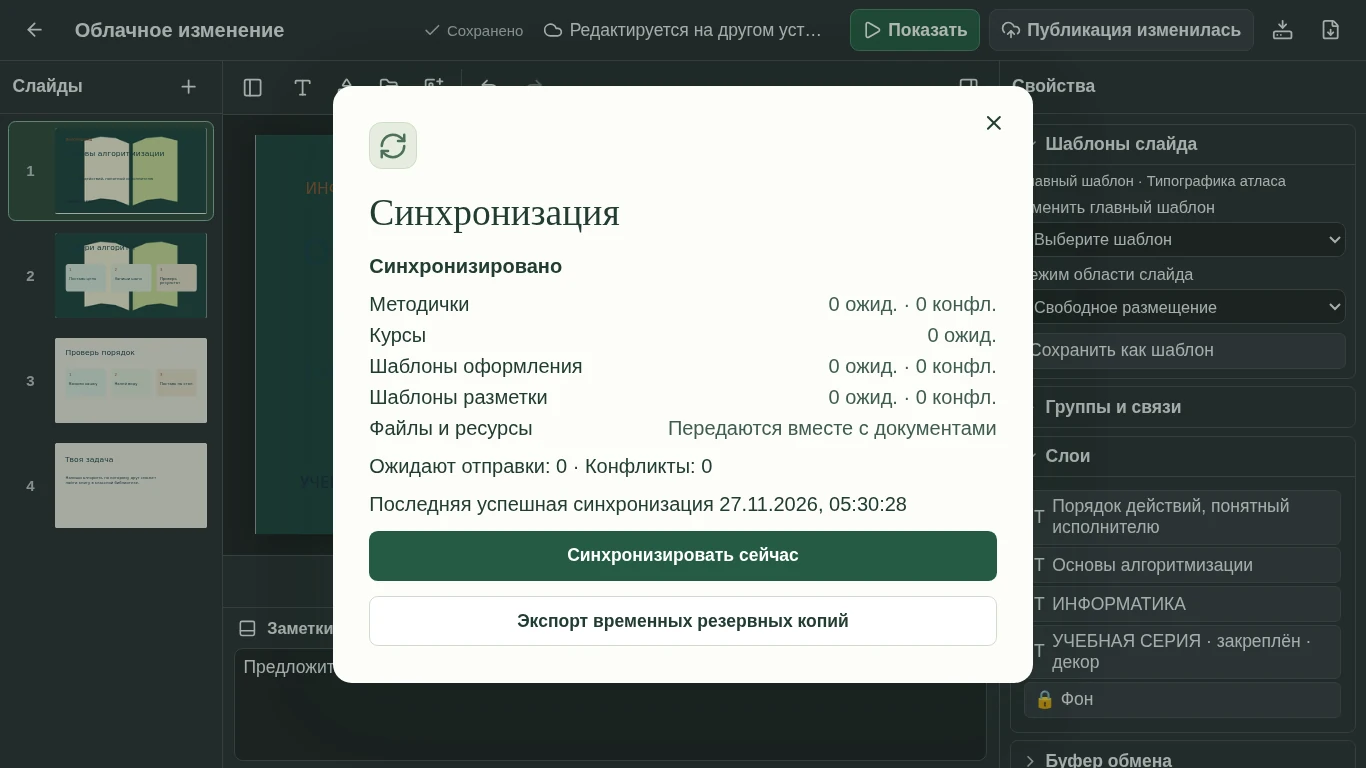 Облачное изменение
Сохранено
Редактируется на другом уст…
Показать
Публикация изменилась
Слайды
Свойства
1
2
3
Проверь порядок
4
Твоя задача
Синхронизация
Синхронизировано
Методички 0 ожид. · 0 конфл.
Курсы 0 ожид.
Шаблоны оформления 0 ожид. · 0 конфл.
Шаблоны разметки 0 ожид. · 0 конфл.
Файлы и ресурсы Передаются вместе с документами
Ожидают отправки: 0 · Конфликты: 0
Последняя успешная синхронизация 27.11.2026, 05:30:28
Синхронизировать сейчас
Экспорт временных резервных копий
Заметки
Шаблоны слайда
· Типографика атласа
главный шаблон
Выберите шаблон
области слайда
Свободное размещение
Сохранить как шаблон
Группы и связи
Слои
T Порядок действий, понятный
исполнителю
T Основы алгоритмизации
T ИНФОРМАТИКА
T УЧЕБНАЯ СЕРИЯ · закреплён ·
декор
Фон
Буфер обмена